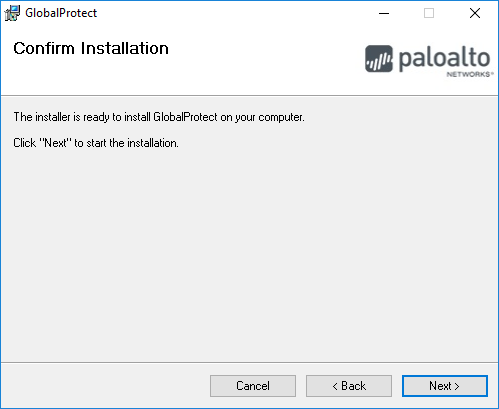 GlobalProtect
Confirm Installation
paloalto
NETWORKS®
The installer is ready to install GlobalProtect on your computer.
Click "Next" to start the installation.
Cancel
< Back
Next >